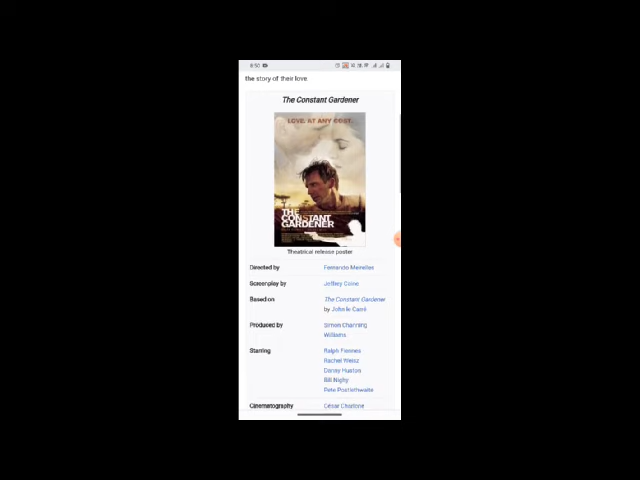 8:50
the story of their love.
The Constant Gardener
LOVE. AT ANY COST.
THE
CONSTANT
GARDENER
Theatrical release poster
Directed by Fernando Meirelles
Screenplay by Jeffrey Caine
Based on The Constant Gardener
by John le Carré
Produced by Simon Channing
Williams
Starring Ralph Fiennes
Rachel Weisz
Danny Huston
Bill Nighy
Pete Postlethwaite
Cinematography César Charlone